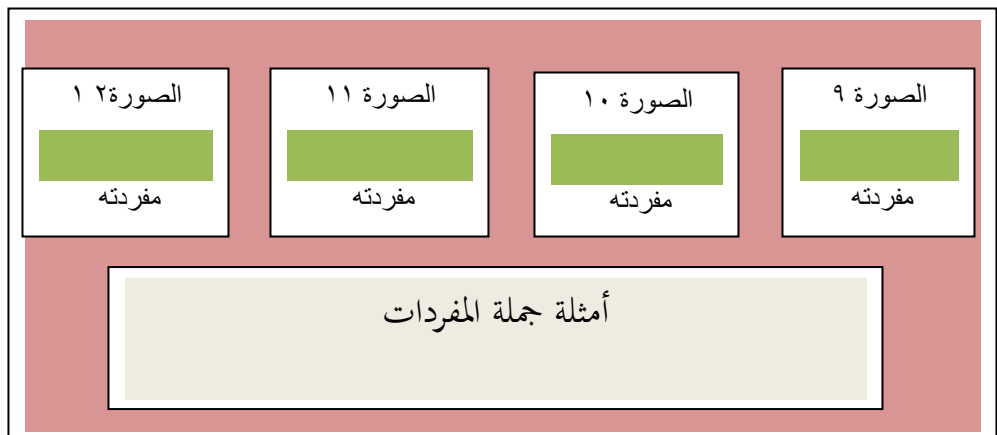 الصورة ٩
مفردته
الصورة ١٠
مفردته
الصورة ١١
مفردته
الصورة١٢
مفردته
أمثلة جملة المفردات